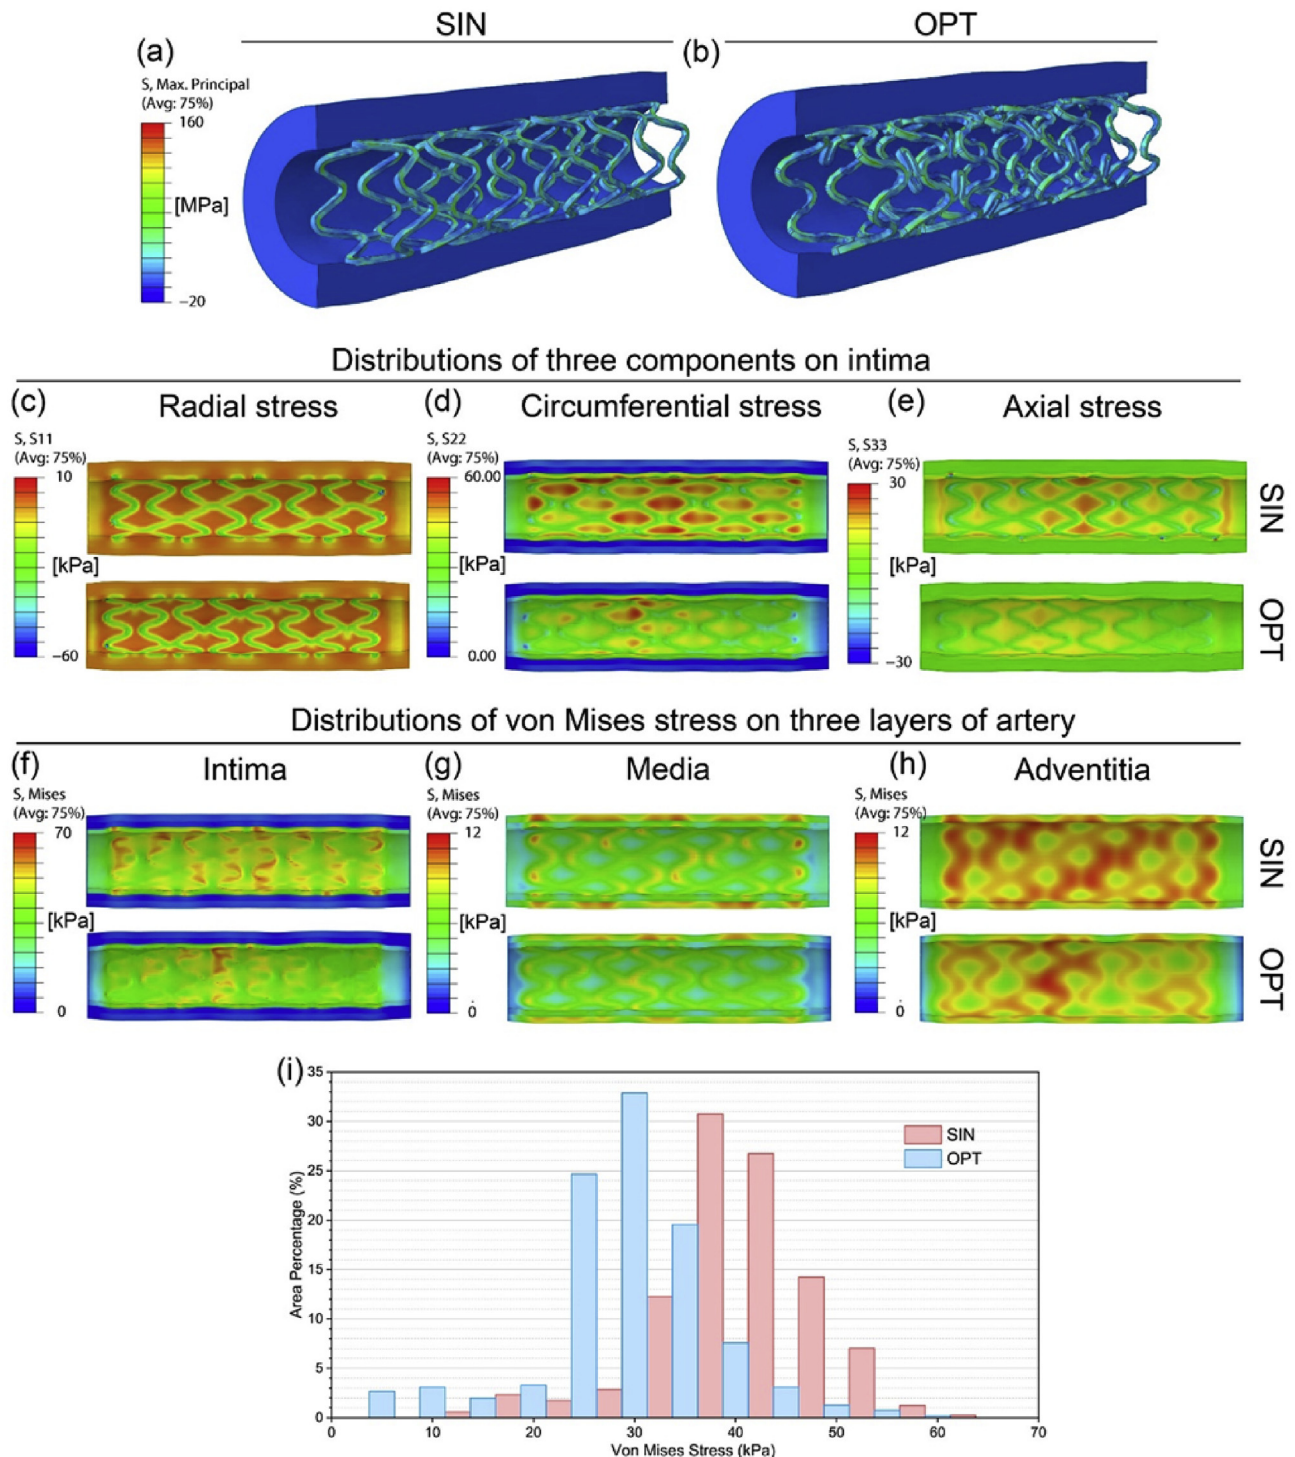 SIN
OPT
(a)
(b)
S, Max. Principal
(Avg: 75%)
160
[MPa]
−20
Distributions of three components on intima
(c)
Radial stress
(d)
Circumferential stress
(e)
Axial stress
S, S11
(Avg: 75%)
10
[kPa]
−60
S, S22
(Avg: 75%)
60.00
[kPa]
0.00
S, S33
(Avg: 75%)
30
[kPa]
−30
SIN
OPT
Distributions of von Mises stress on three layers of artery
(f)
Intima
(g)
Media
(h)
Adventitia
S, Mises
(Avg: 75%)
70
[kPa]
0
S, Mises
(Avg: 75%)
12
[kPa]
0
S, Mises
(Avg: 75%)
12
[kPa]
0
SIN
OPT
(i)
35
30
25
20
15
10
5
0
Area Percentage (%)
SIN
OPT
0 10 20 30 40 50 60 70
Von Mises Stress (kPa)